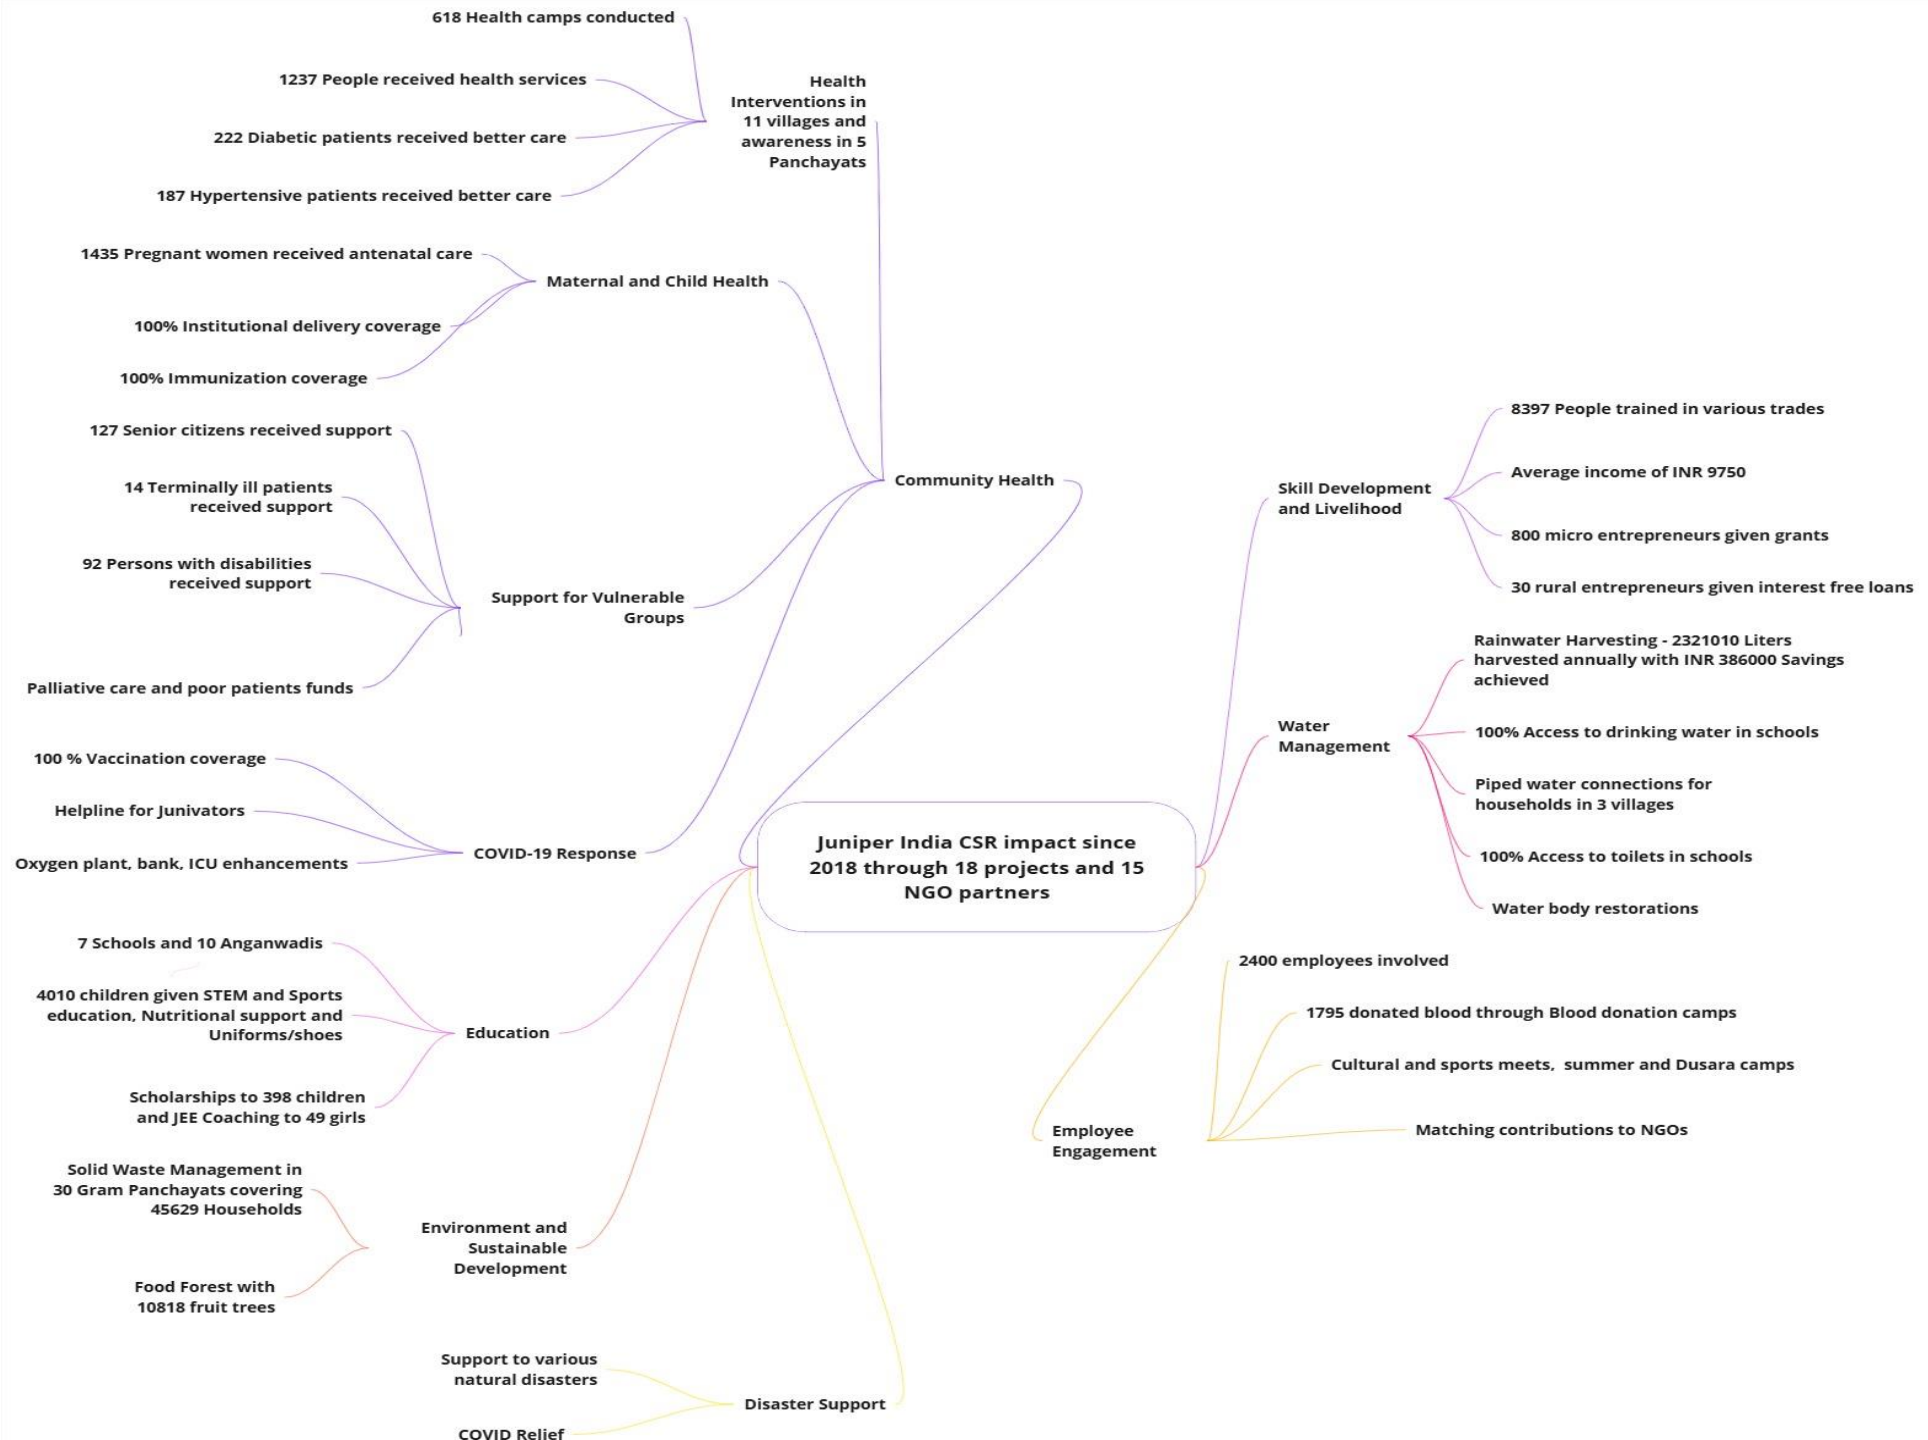 618 Health camps conducted
1237 People received health services
222 Diabetic patients received better care
187 Hypertensive patients received better care
Health
Interventions in
11 villages and
awareness in 5
Panchayats
1435 Pregnant women received antenatal care
100% Institutional delivery coverage
100% Immunization coverage
Maternal and Child Health
127 Senior citizens received support
14 Terminally ill patients
received support
92 Persons with disabilities
received support
Palliative care and poor patients funds
Support for Vulnerable
Groups
100 % Vaccination coverage
Helpline for Junivators
Oxygen plant, bank, ICU enhancements
COVID-19 Response
Community Health
7 Schools and 10 Anganwadis
4010 children given STEM and Sports
education, Nutritional support and
Uniforms/shoes
Scholarships to 398 children
and JEE Coaching to 49 girls
Education
Solid Waste Management in
30 Gram Panchayats covering
45629 Households
Food Forest with
10818 fruit trees
Environment and
Sustainable
Development
Support to various
natural disasters
COVID Relief
Disaster Support
Juniper India CSR impact since
2018 through 18 projects and 15
NGO partners
Skill Development
and Livelihood
8397 People trained in various trades
Average income of INR 9750
800 micro entrepreneurs given grants
30 rural entrepreneurs given interest free loans
Water
Management
Rainwater Harvesting - 2321010 Liters
harvested annually with INR 386000 Savings
achieved
100% Access to drinking water in schools
Piped water connections for
households in 3 villages
100% Access to toilets in schools
Water body restorations
Employee
Engagement
2400 employees involved
1795 donated blood through Blood donation camps
Cultural and sports meets,  summer and Dusara camps
Matching contributions to NGOs